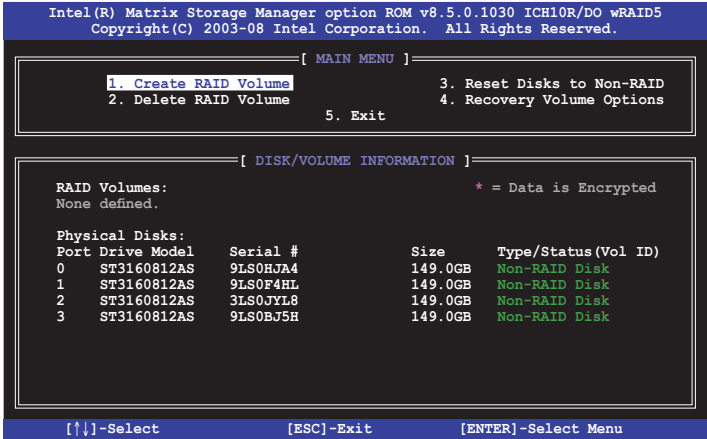 Intel(R) Matrix Storage Manager option ROM v8.5.0.1030 ICH10R/DO wRAID5
Copyright(C) 2003-08 Intel Corporation. All Rights Reserved.
[ MAIN MENU ]
1. Create RAID Volume 3. Reset Disks to Non-RAID
2. Delete RAID Volume 4. Recovery Volume Options
5. Exit
[ DISK/VOLUME INFORMATION ]
RAID Volumes: * = Data is Encrypted
None defined.
Physical Disks:
Port Drive Model Serial # Size Type/Status(Vol ID)
0 ST3160812AS 9LS0HJA4 149.0GB Non-RAID Disk
1 ST3160812AS 9LS0F4HL 149.0GB Non-RAID Disk
2 ST3160812AS 3LS0JYL8 149.0GB Non-RAID Disk
3 ST3160812AS 9LS0BJ5H 149.0GB Non-RAID Disk
[↑↓]-Select [ESC]-Exit [ENTER]-Select Menu